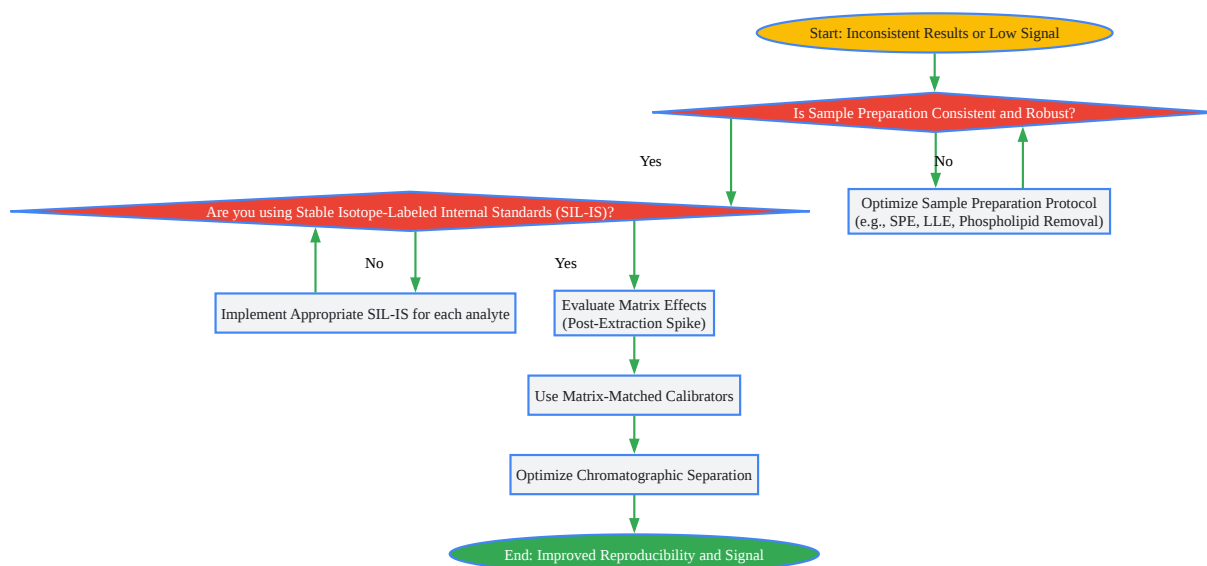 Start: Inconsistent Results or Low Signal
Is Sample Preparation Consistent and Robust?
Yes
No
Optimize Sample Preparation Protocol
(e.g., SPE, LLE, Phospholipid Removal)
Are you using Stable Isotope-Labeled Internal Standards (SIL-IS)?
No
Yes
Implement Appropriate SIL-IS for each analyte
Evaluate Matrix Effects
(Post-Extraction Spike)
Use Matrix-Matched Calibrators
Optimize Chromatographic Separation
End: Improved Reproducibility and Signal